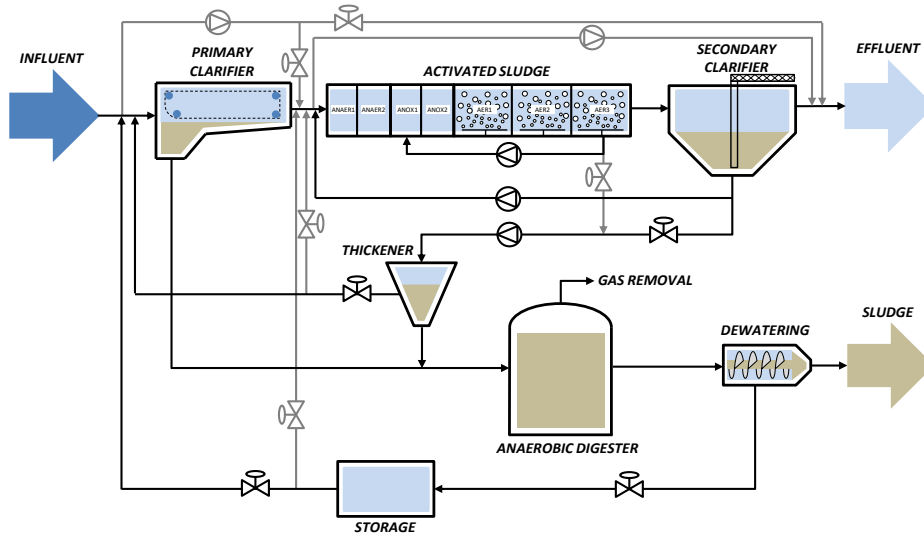 INFLUENT
PRIMARY
CLARIFIER
ACTIVATED SLUDGE
SECONDARY
CLARIFIER
EFFLUENT
ANAER1 ANAER2 ANOX1 ANOX2 AER1 AER2 AER3
THICKENER
GAS REMOVAL
DEWATERING
SLUDGE
ANAEROBIC DIGESTER
STORAGE